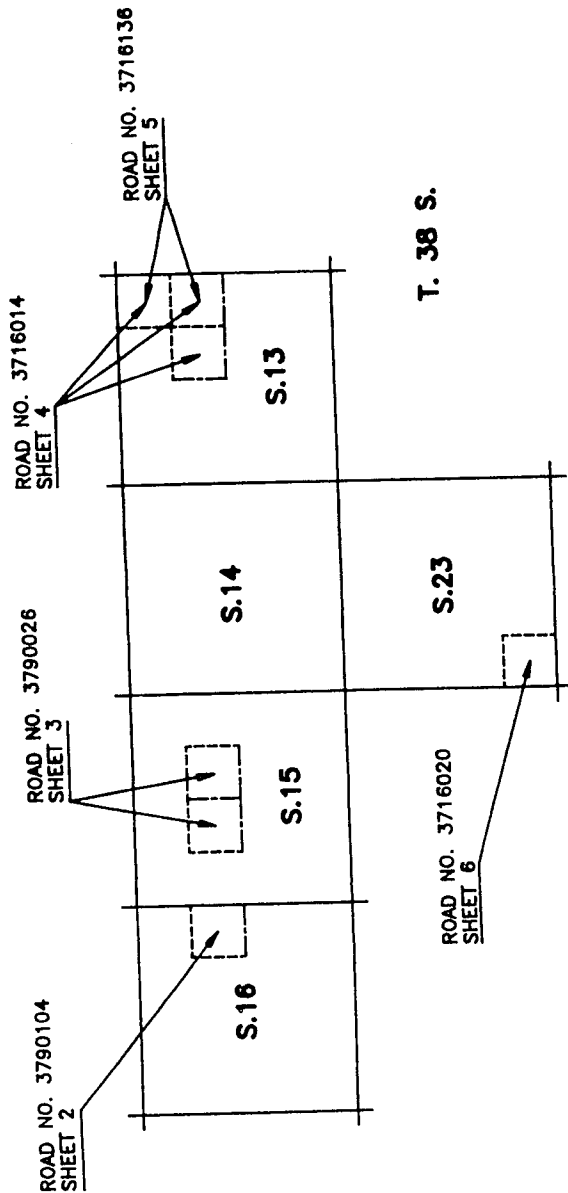 ROAD NO. 3790104
SHEET 2
ROAD NO. 3790026
SHEET 3
ROAD NO. 3716014
SHEET 4
ROAD NO. 3716136
SHEET 5
S.16
S.15
S.14
S.13
ROAD NO. 3716020
SHEET 6
S.23
T. 38 S.